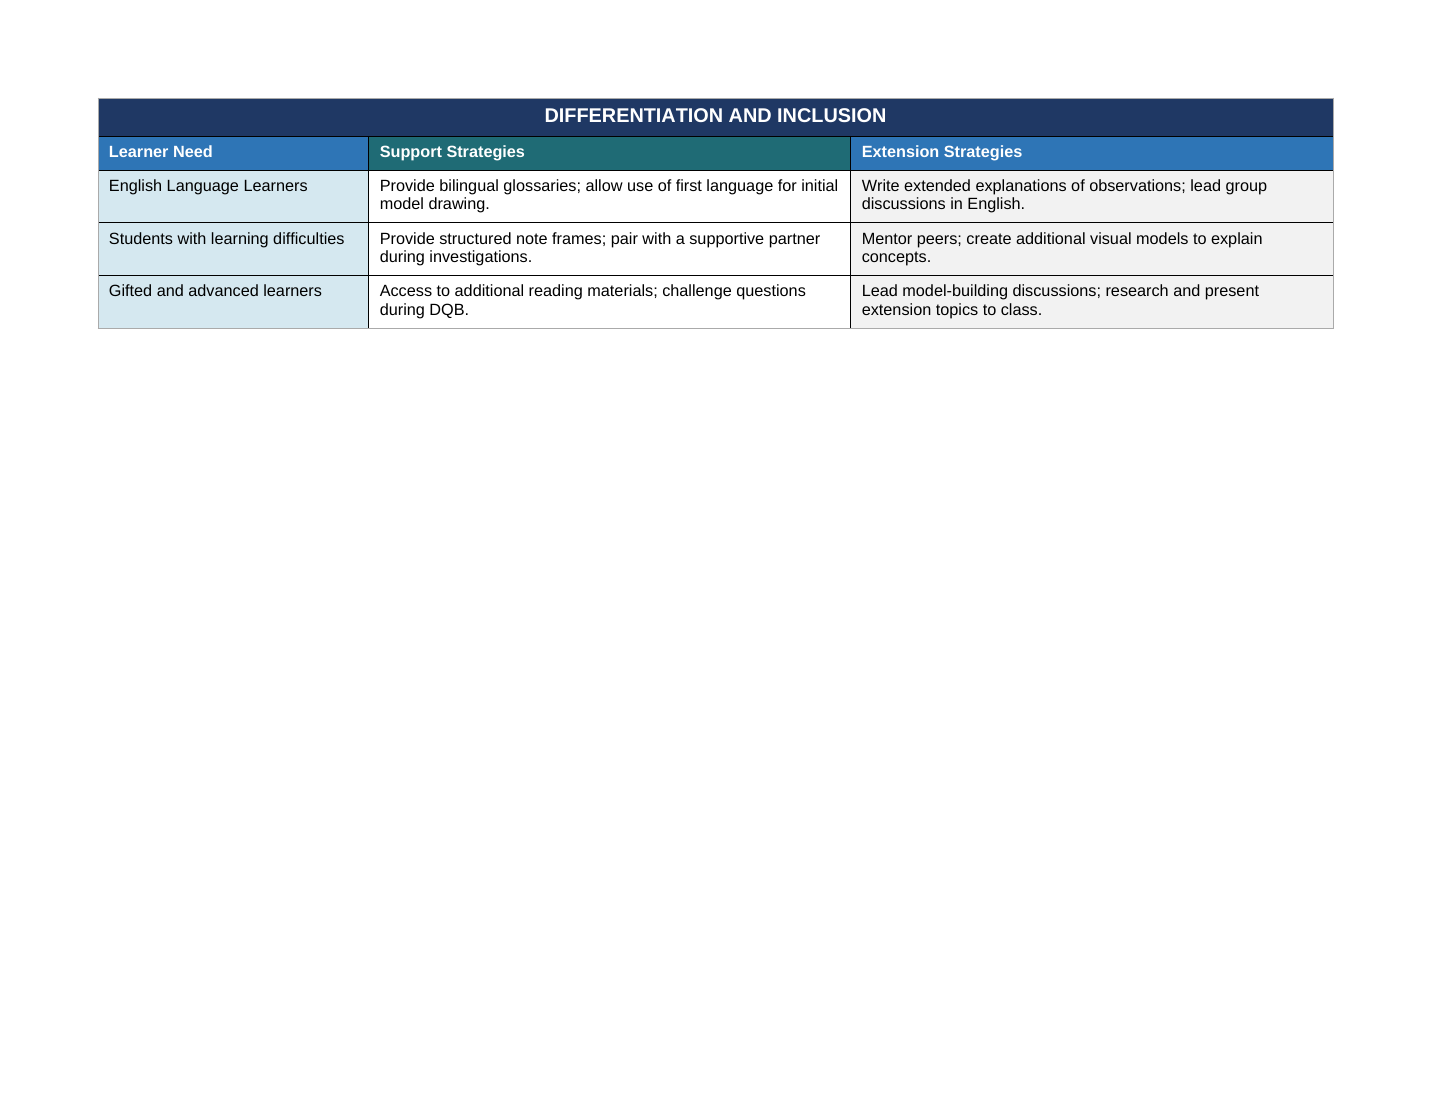 DIFFERENTIATION AND INCLUSION
Learner Need
Support Strategies
Extension Strategies
English Language Learners
Provide bilingual glossaries; allow use of first language for initial
model drawing.
Write extended explanations of observations; lead group
discussions in English.
Students with learning difficulties
Provide structured note frames; pair with a supportive partner
during investigations.
Mentor peers; create additional visual models to explain
concepts.
Gifted and advanced learners
Access to additional reading materials; challenge questions
during DQB.
Lead model-building discussions; research and present
extension topics to class.